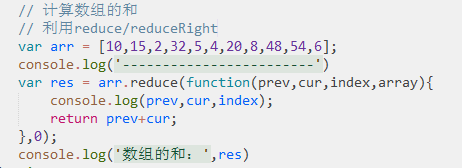 // 计算数组的和
// 利用reduce/reduceRight
var arr = [10,15,2,32,5,4,20,8,48,54,6];
console.log('-----------------------')
var res = arr.reduce(function(prev,cur,index,array){
console.log(prev,cur,index);
return prev+cur;
},0);
console.log('数组的和：',res)